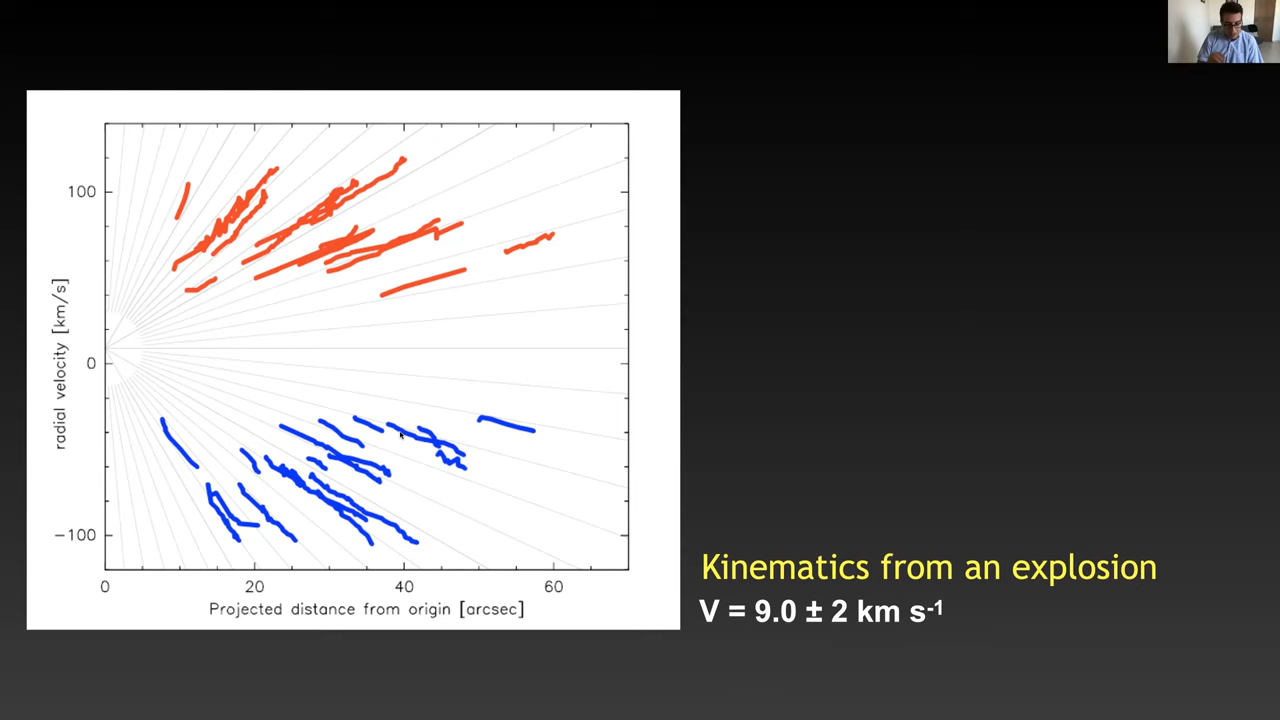 100
0
−100
radial velocity [km/s]
0 20 40 60
Projected distance from origin [arcsec]
Kinematics from an explosion
V = 9.0 ± 2 km s-1